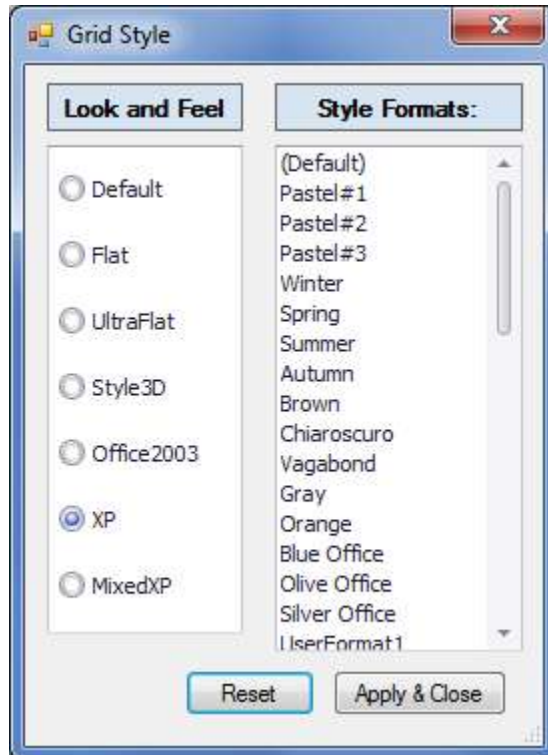 Grid Style
Look and Feel
Default
Flat
UltraFlat
Style3D
Office2003
XP
MixedXP
Style Formats:
(Default)
Pastel#1
Pastel#2
Pastel#3
Winter
Spring
Summer
Autumn
Brown
Chiaroscuro
Vagabond
Gray
Orange
Blue Office
Olive Office
Silver Office
UserFormat1
Reset
Apply & Close